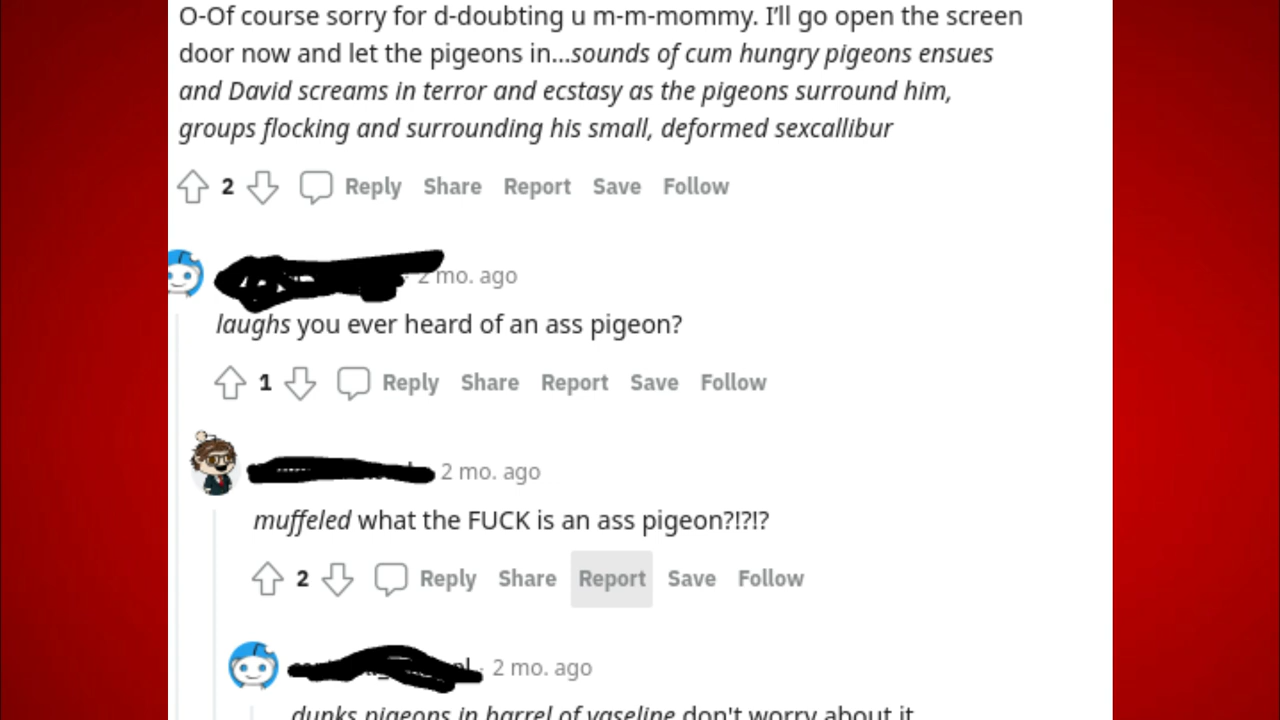 O-Of course sorry for d-doubting u m-m-mommy. I'll go open the screen
door now and let the pigeons in...sounds of cum hungry pigeons ensues
and David screams in terror and ecstasy as the pigeons surround him,
groups flocking and surrounding his small, deformed sexcallibur
2 Reply Share Report Save Follow
2 mo. ago
laughs you ever heard of an ass pigeon?
1 Reply Share Report Save Follow
2 mo. ago
muffeled what the FUCK is an ass pigeon?!?!?
2 Reply Share Report Save Follow
· 2 mo. ago
dunks pigeons in barrel of vaseline don't worry about it